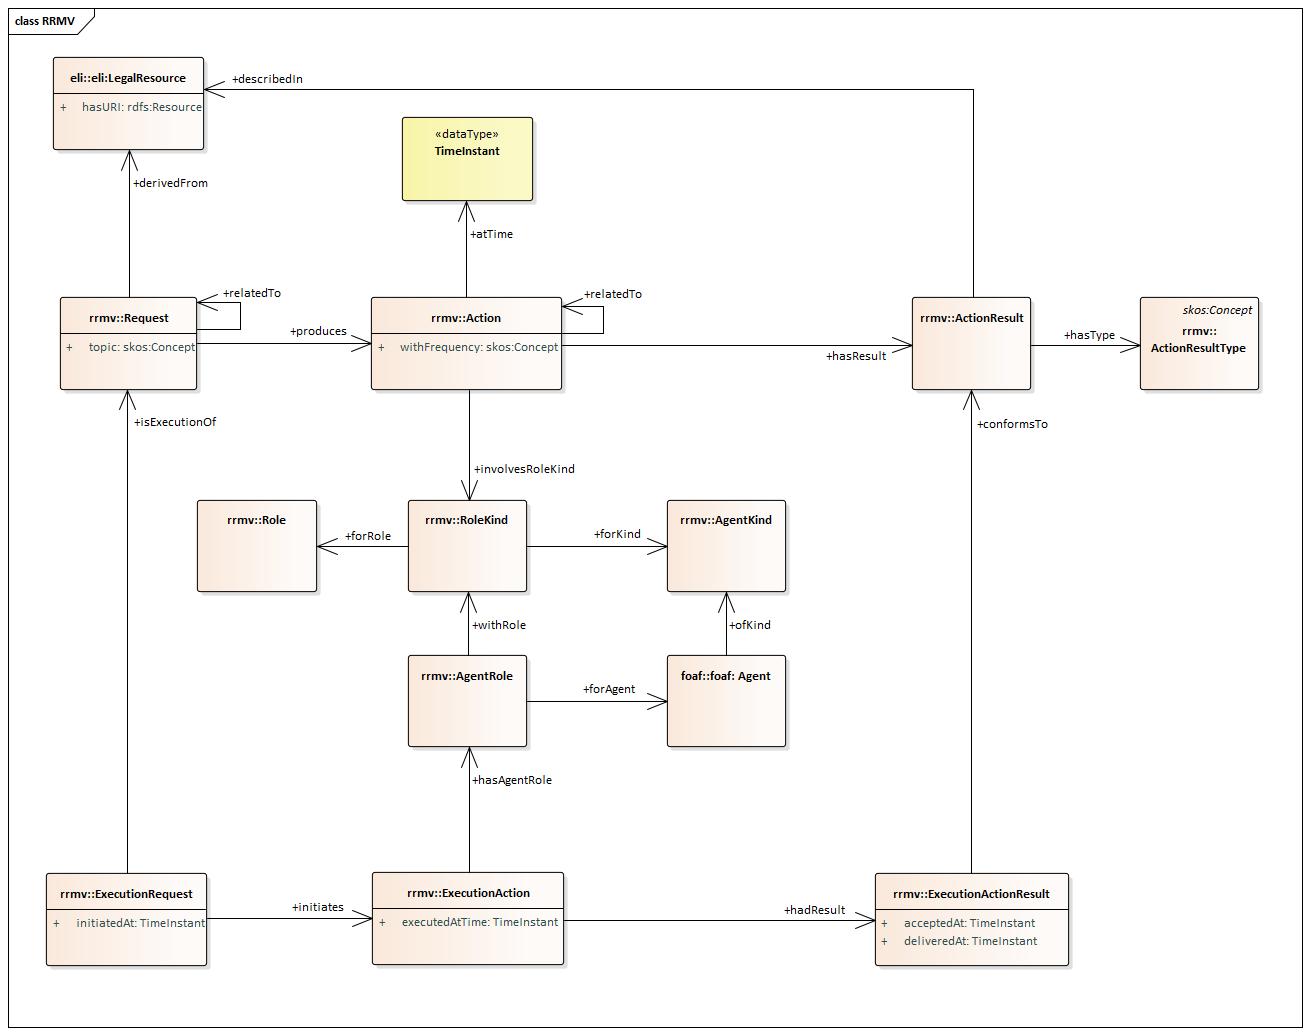 class RRMV
eli::eli:LegalResource
+ hasURI: rdfs:Resource
+describedIn
«dataType»
TimeInstant
+derivedFrom
+atTime
+relatedTo
+relatedTo
rrmv::Request
+ topic: skos:Concept
+produces
rrmv::Action
+ withFrequency: skos:Concept
+hasResult
rrmv::ActionResult
+hasType
skos:Concept
rrmv::
ActionResultType
+isExecutionOf
+conformsTo
+involvesRoleKind
rrmv::Role
+forRole
rrmv::RoleKind
+forKind
rrmv::AgentKind
+withRole
+ofKind
rrmv::AgentRole
+forAgent
foaf::foaf: Agent
+hasAgentRole
rrmv::ExecutionRequest
+ initiatedAt: TimeInstant
+initiates
rrmv::ExecutionAction
+ executedAtTime: TimeInstant
+hadResult
rrmv::ExecutionActionResult
+ acceptedAt: TimeInstant
+ deliveredAt: TimeInstant